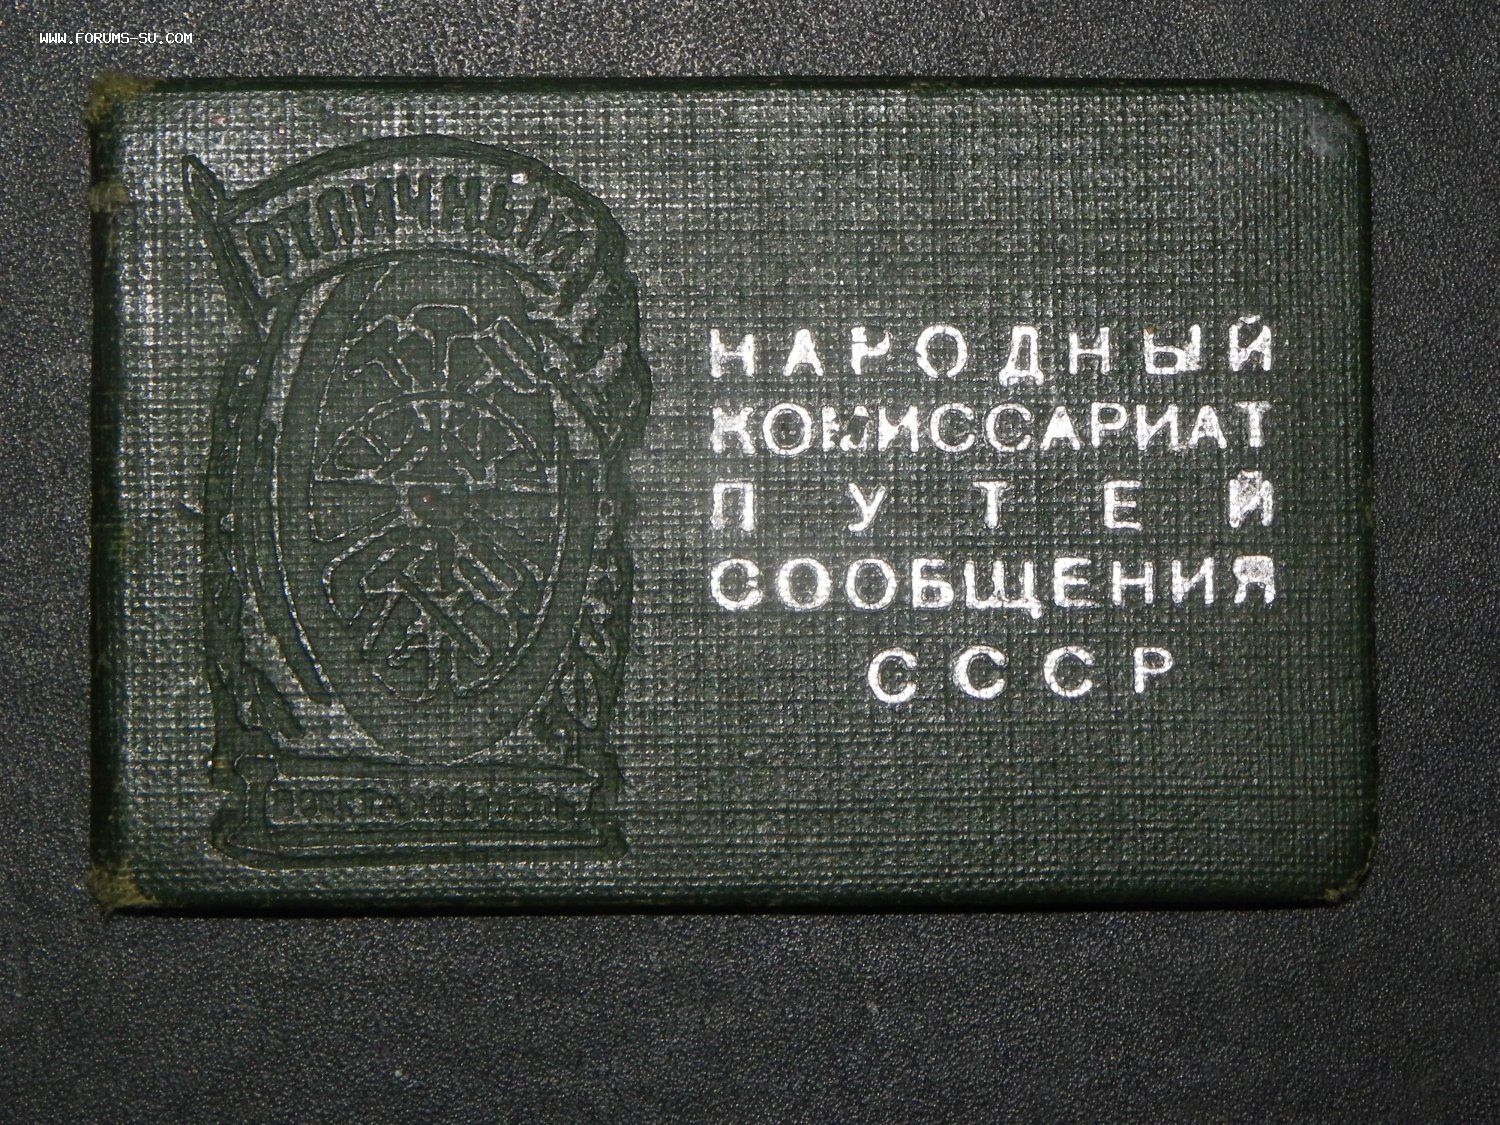 WWW.FORUMS-SU.COM
ОТЛИЧНЫЙ
НАРОДНЫЙ
КОМИССАРИАТ
ПУТЕЙ
СООБЩЕНИЯ
СССР